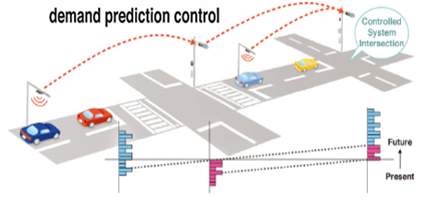 demand prediction control
Controlled
System
Intersection
Future
Present